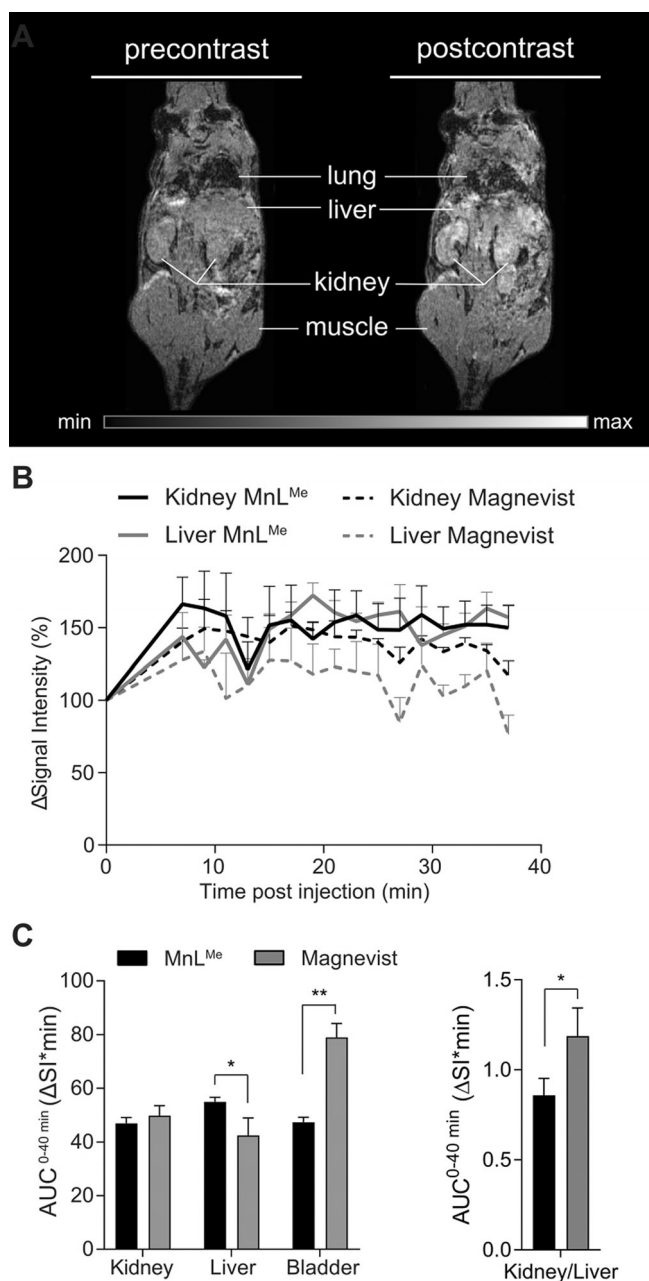 A
precontrast postcontrast
lung
liver
kidney
muscle
min max
B
Kidney MnL^Me Kidney Magnevist
Liver MnL^Me Liver Magnevist
200
150
100
50
0
ΔSignal Intensity (%)
0 10 20 30 40
Time post injection (min)
C
MnL^Me Magnevist
100
80
60
40
20
0
AUC^0-40 min (ΔSI*min)
*
**
Kidney Liver Bladder
1.5
1.0
0.5
0.0
AUC^0-40 min (ΔSI*min)
*
Kidney/Liver